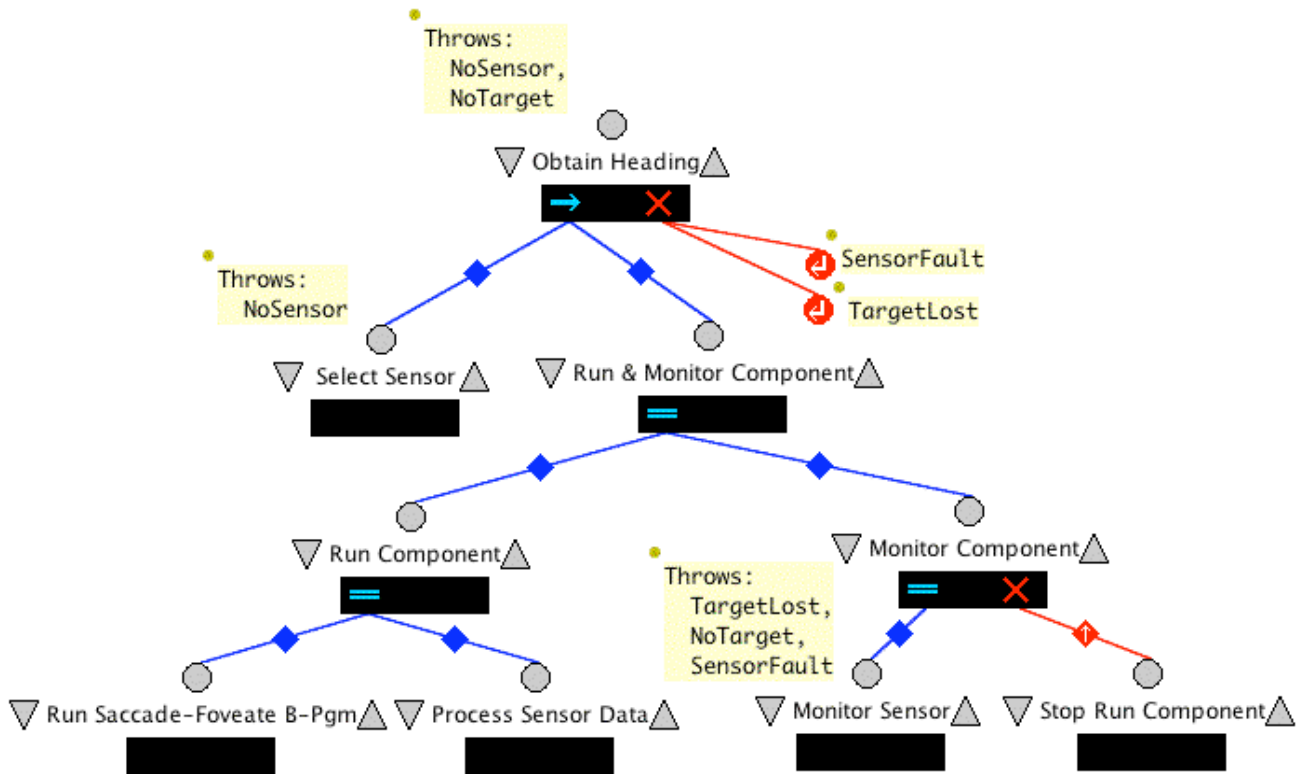 Throws:
NoSensor,
NoTarget
Obtain Heading
SensorFault
Throws:
NoSensor
TargetLost
Select Sensor
Run & Monitor Component
Run Component
Monitor Component
Throws:
TargetLost,
NoTarget,
SensorFault
Run Saccade-Foveate B-Pgm
Process Sensor Data
Monitor Sensor
Stop Run Component